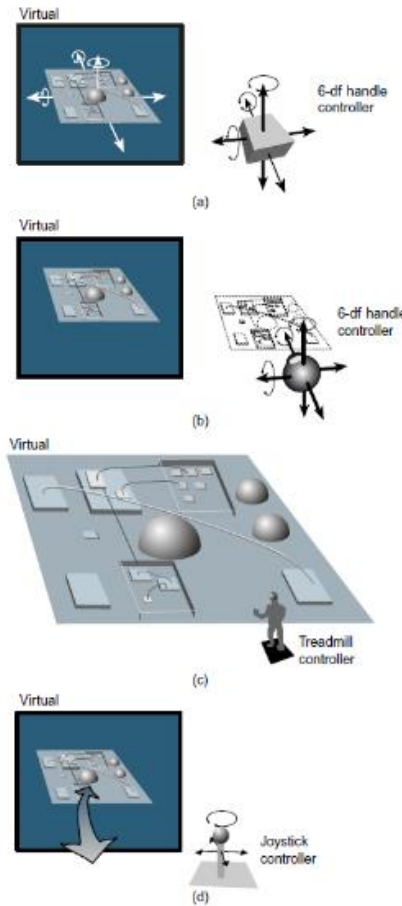 Virtual
6-df handle
controller
(a)
Virtual
6-df handle
controller
(b)
Virtual
Treadmill
controller
(c)
Virtual
Joystick
controller
(d)